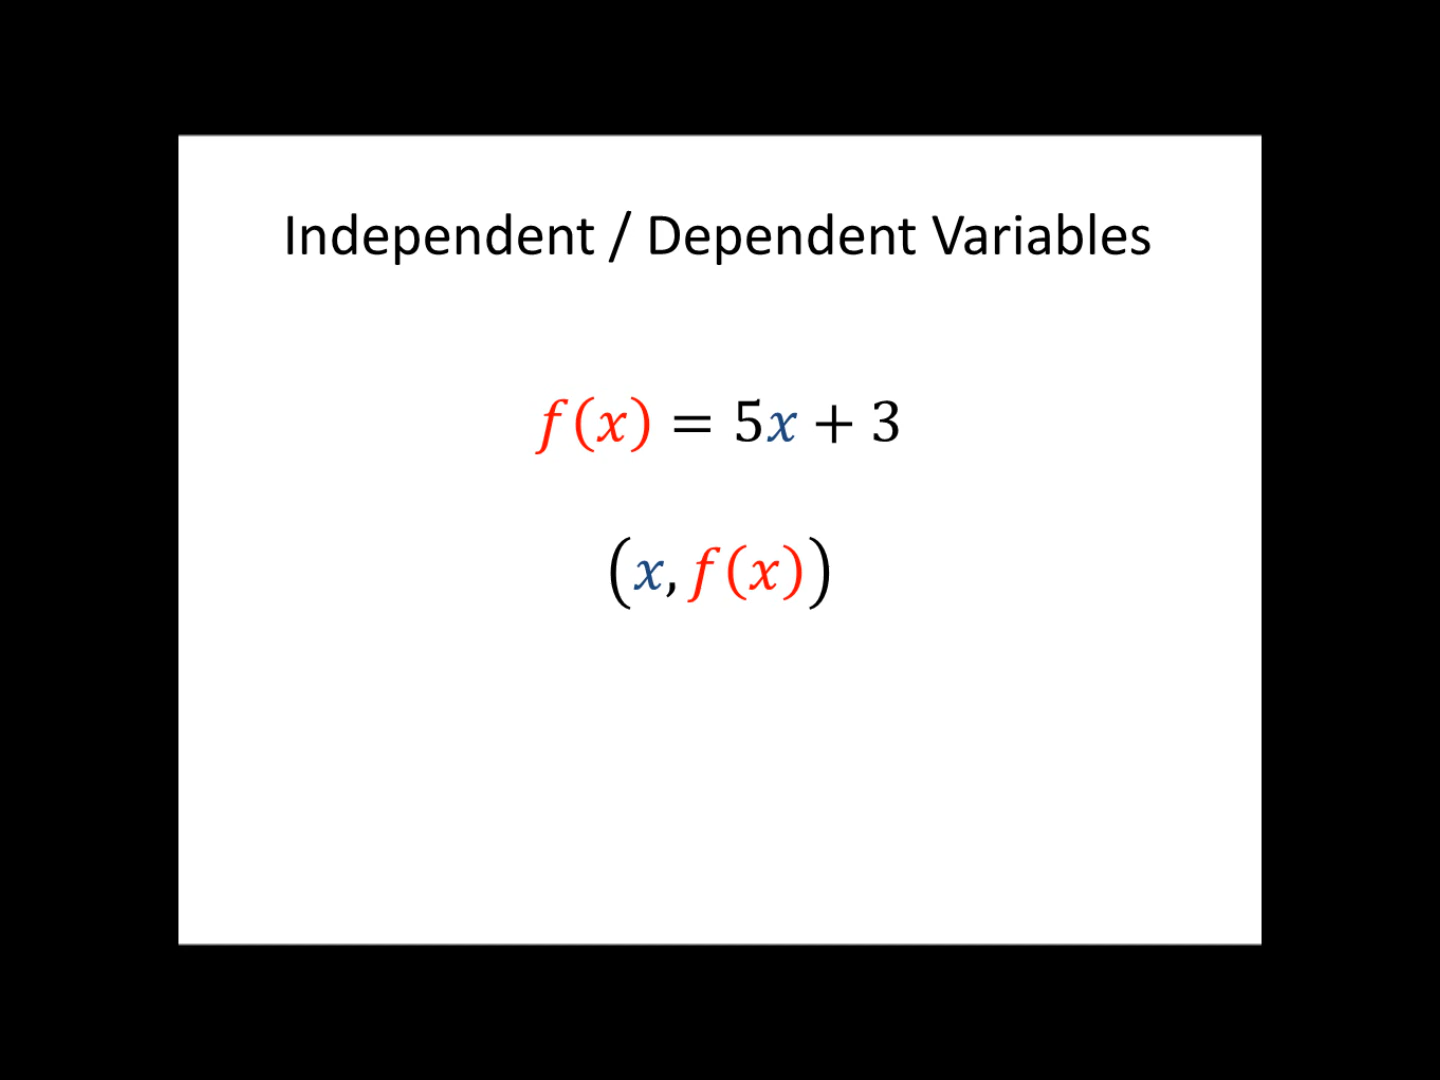 Independent / Dependent Variables
f(x) = 5x + 3
(x, f(x))